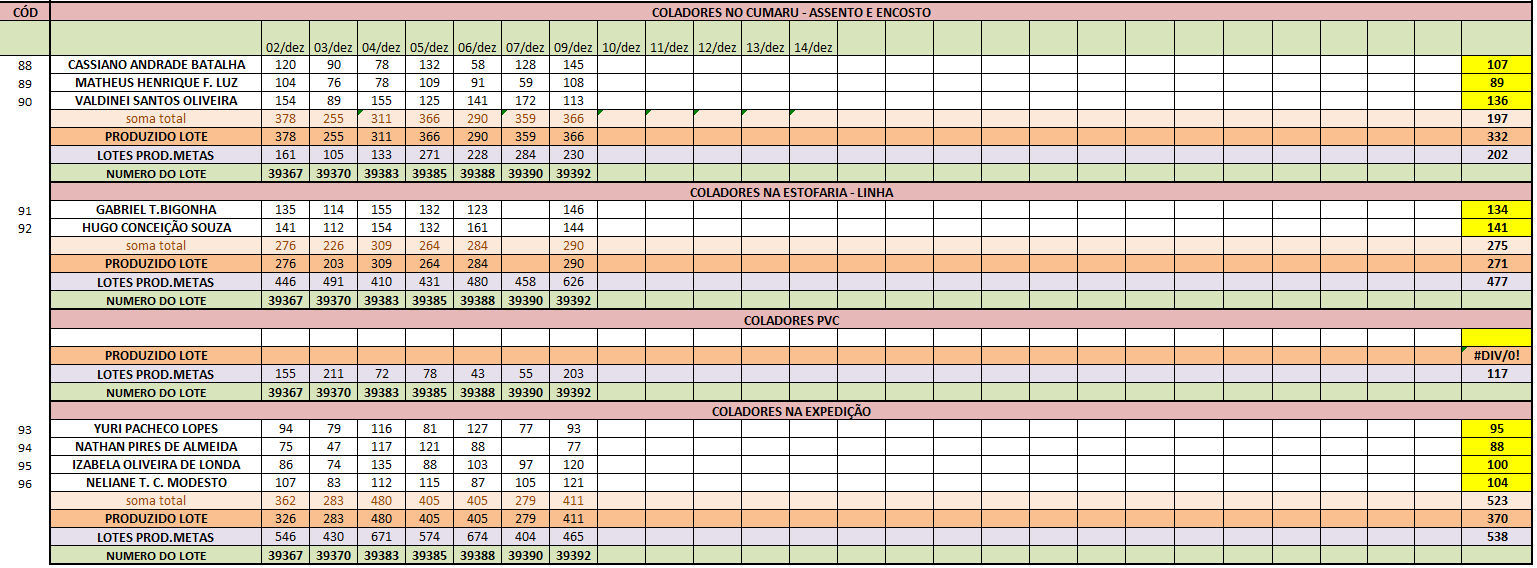 CÓD COLADORES NO CUMARU - ASSENTO E ENCOSTO
02/dez 03/dez 04/dez 05/dez 06/dez 07/dez 09/dez 10/dez 11/dez 12/dez 13/dez 14/dez
88 CASSIANO ANDRADE BATALHA 120 90 78 132 58 128 145 107
89 MATHEUS HENRIQUE F. LUZ 104 76 78 109 91 59 108 89
90 VALDINEI SANTOS OLIVEIRA 154 89 155 125 141 172 113 136
soma total 378 255 311 366 290 359 366 197
PRODUZIDO LOTE 378 255 311 366 290 359 366 332
LOTES PROD.METAS 161 105 133 271 228 284 230 202
NUMERO DO LOTE 39367 39370 39383 39385 39388 39390 39392
COLADORES NA ESTOFARIA - LINHA
91 GABRIEL T.BIGONHA 135 114 155 132 123 146 134
92 HUGO CONCEIÇÃO SOUZA 141 112 154 132 161 144 141
soma total 276 226 309 264 284 290 275
PRODUZIDO LOTE 276 203 309 264 284 290 271
LOTES PROD.METAS 446 491 410 431 480 458 626 477
NUMERO DO LOTE 39367 39370 39383 39385 39388 39390 39392
COLADORES PVC
PRODUZIDO LOTE #DIV/0!
LOTES PROD.METAS 155 211 72 78 43 55 203 117
NUMERO DO LOTE 39367 39370 39383 39385 39388 39390 39392
COLADORES NA EXPEDIÇÃO
93 YURI PACHECO LOPES 94 79 116 81 127 77 93 95
94 NATHAN PIRES DE ALMEIDA 75 47 117 121 88 77 88
95 IZABELA OLIVEIRA DE LONDA 86 74 135 88 103 97 120 100
96 NELIANE T. C. MODESTO 107 83 112 115 87 105 121 104
soma total 362 283 480 405 405 279 411 523
PRODUZIDO LOTE 326 283 480 405 405 279 411 370
LOTES PROD.METAS 546 430 671 574 674 404 465 538
NUMERO DO LOTE 39367 39370 39383 39385 39388 39390 39392